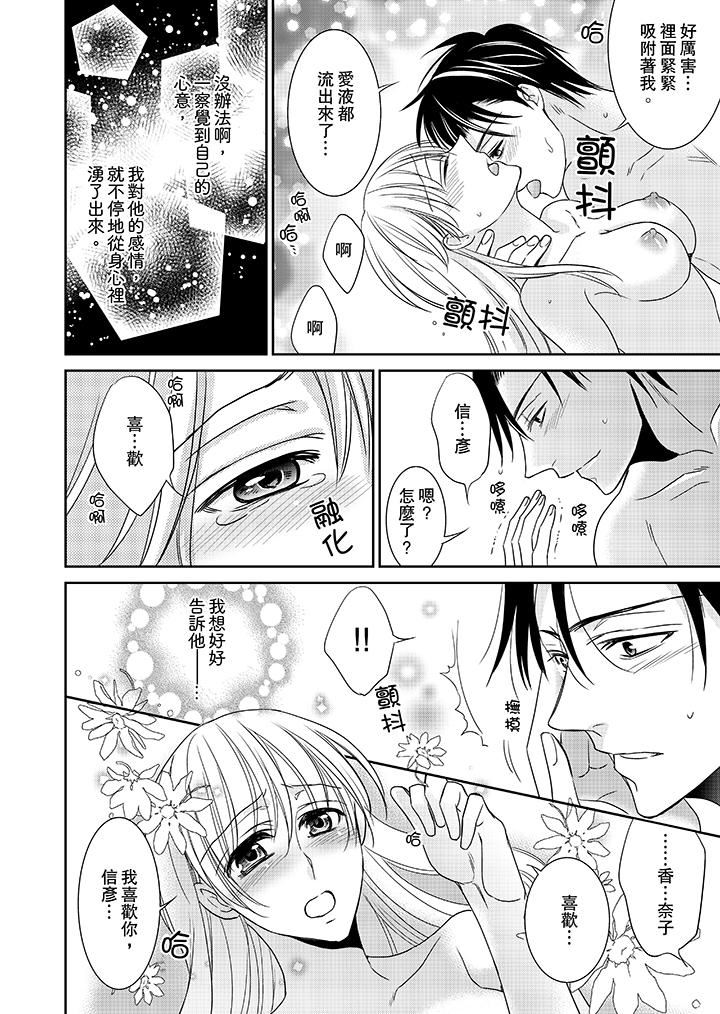 好厲害…
裡面緊緊
吸附著我。
哈
愛液都
流出來了…
顫抖
哈啊
哈啊
啊
顫抖
啊
沒辦法啊，
一察覺到自己的
心意，
我對他的感情，
就不停地從身心裡
湧了出來。
信…彥
哆嗦
哆嗦
嗯？
怎麼了？
哈啊
喜…歡
哈啊
融化
!!
顫抖
撫摸
我想好好
告訴他——……
……香…奈子
哈
喜歡…
我喜歡你，
信彥…
哈